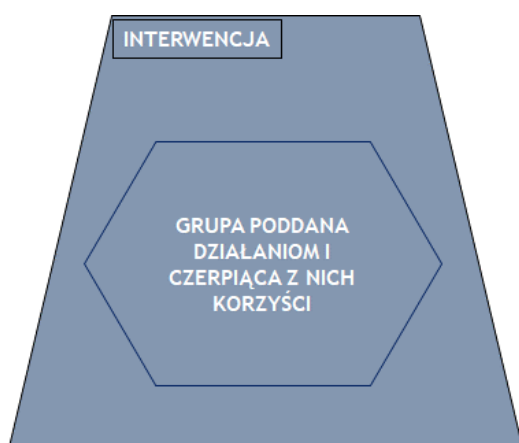 INTERWENCJA
GRUPA PODDANA
DZIAŁANIOM I
CZERPIĄCA Z NICH
KORZYŚCI